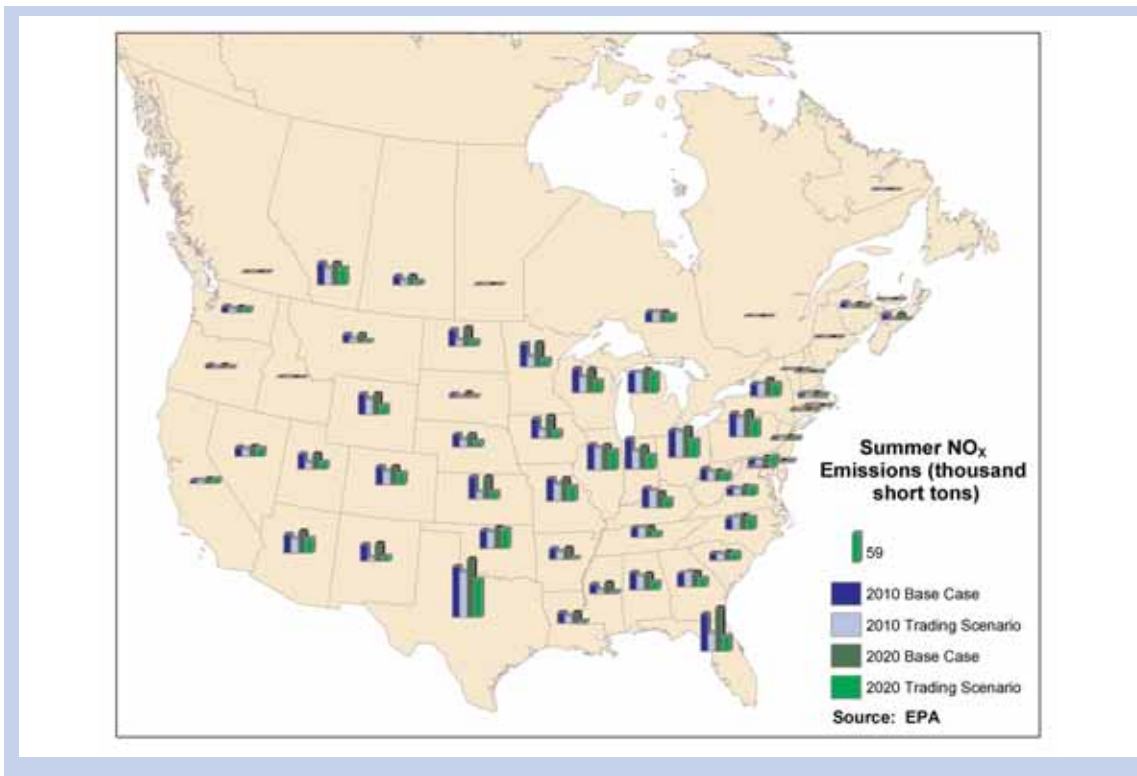 Summer NOx
Emissions (thousand
short tons)
59
2010 Base Case
2010 Trading Scenario
2020 Base Case
2020 Trading Scenario
Source: EPA